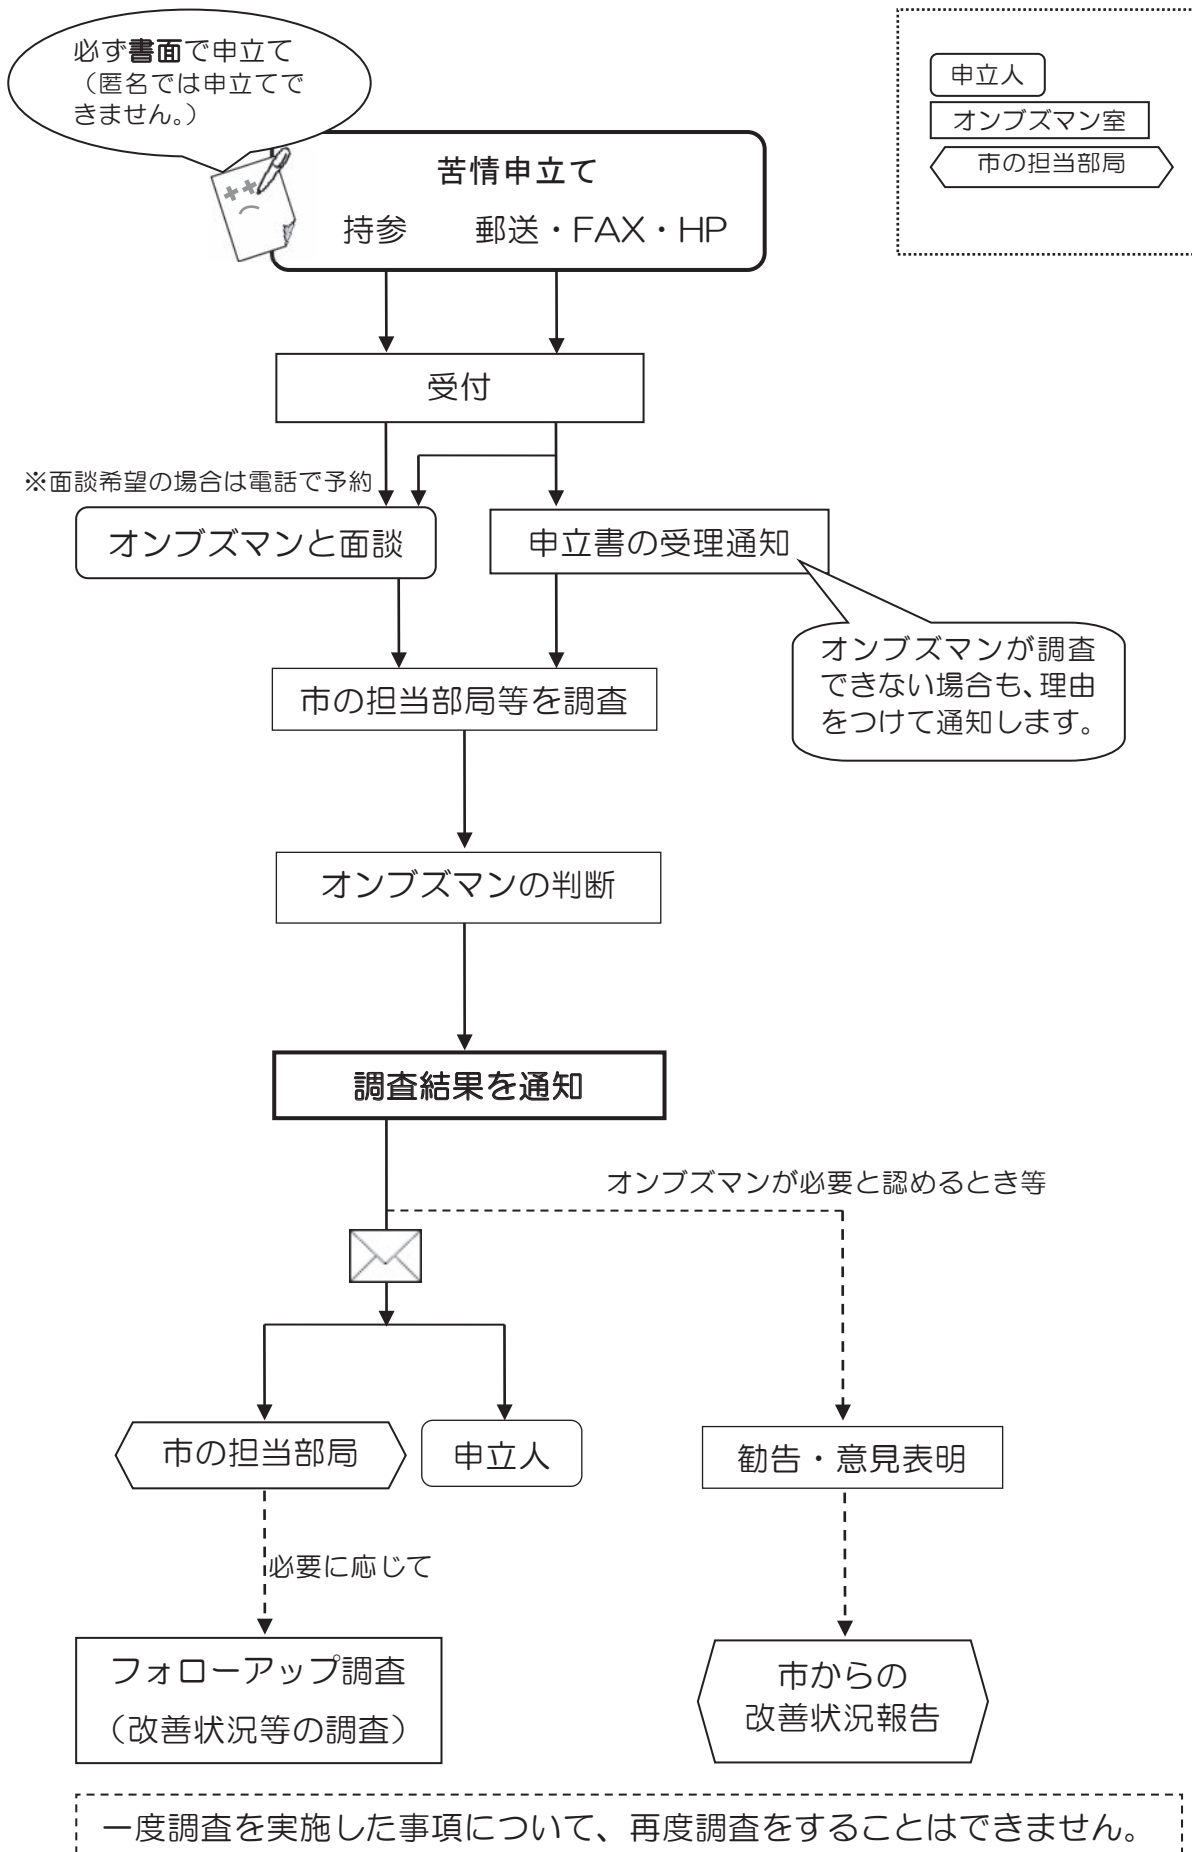 必ず書面で申立て
（匿名では申立てで
きません。）
申立人
オンブズマン室
市の担当部局
苦情申立て
持参　郵送・FAX・HP
受付
※面談希望の場合は電話で予約
オンブズマンと面談
申立書の受理通知
オンブズマンが調査
できない場合も、理由
をつけて通知します。
市の担当部局等を調査
オンブズマンの判断
調査結果を通知
オンブズマンが必要と認めるとき等
市の担当部局
申立人
勧告・意見表明
必要に応じて
フォローアップ調査
（改善状況等の調査）
市からの
改善状況報告
一度調査を実施した事項について、再度調査をすることはできません。